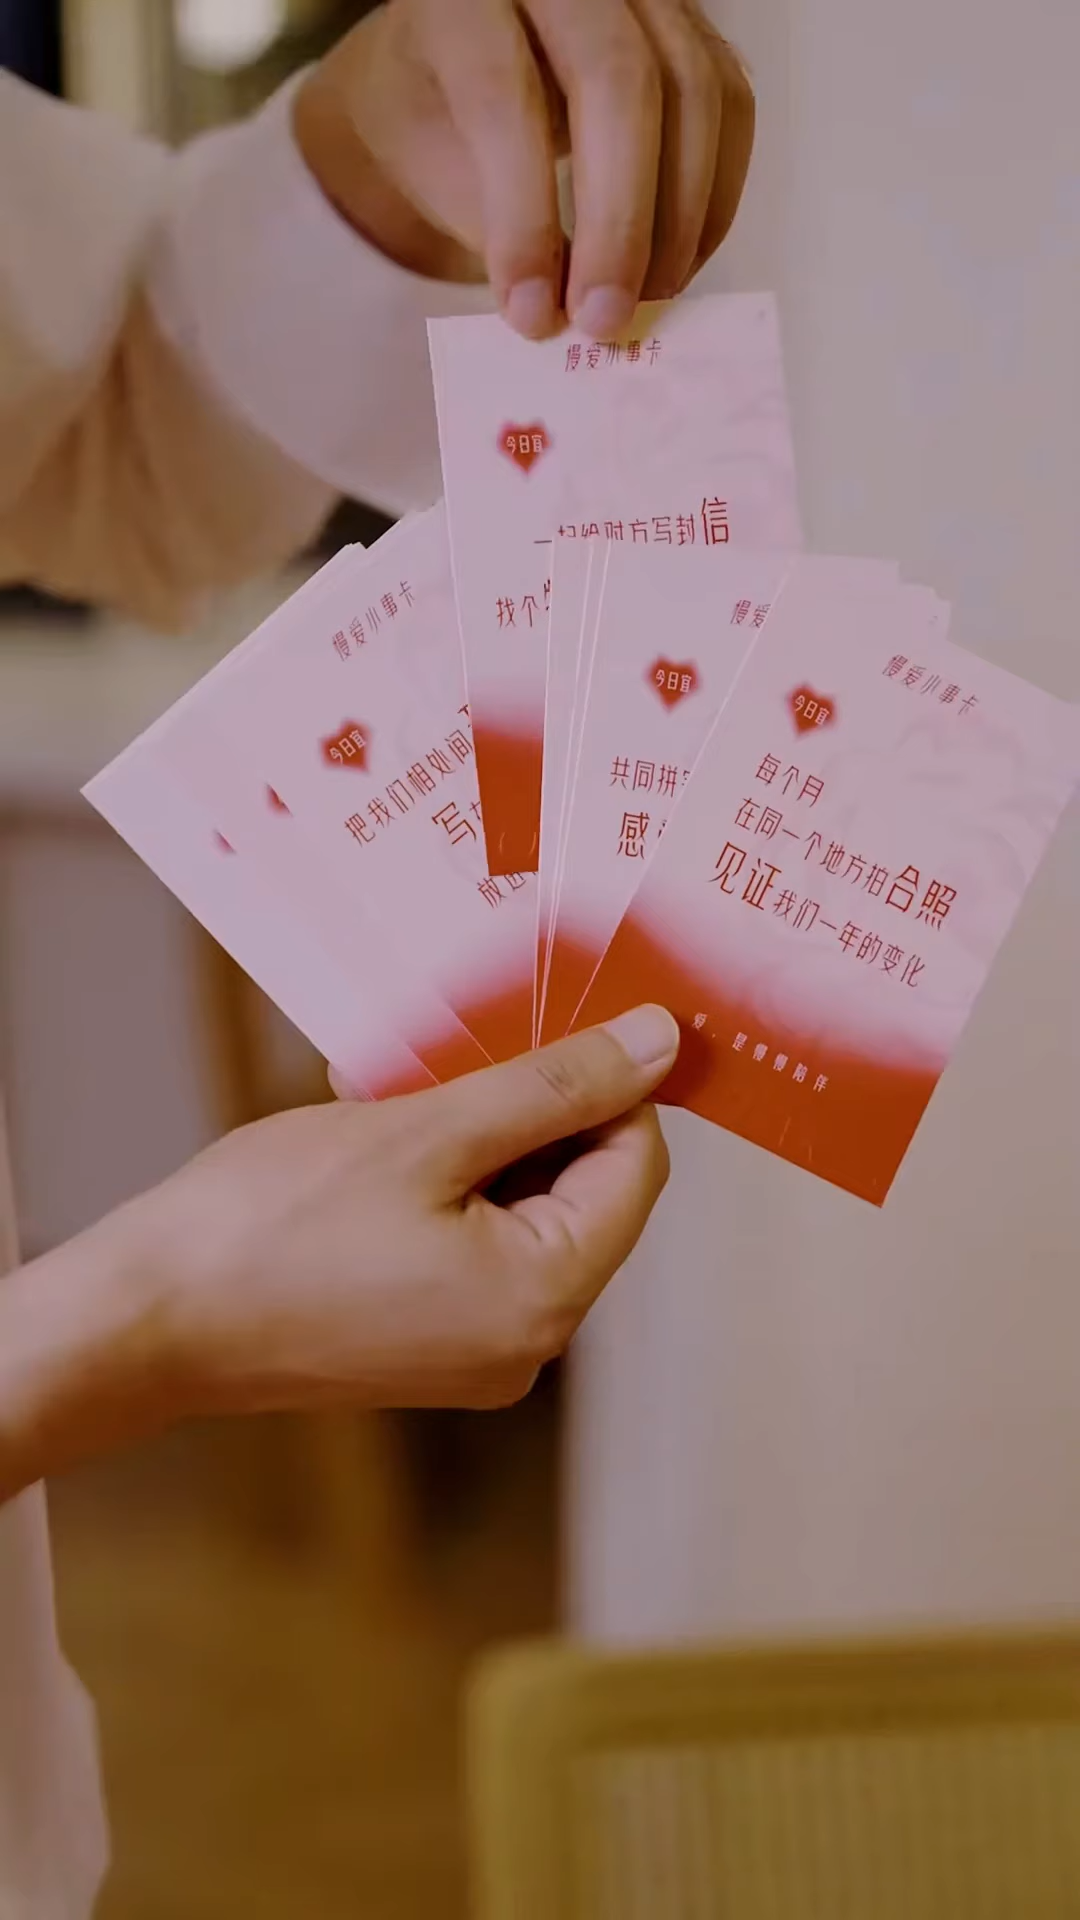 慢爱小事卡
今日宜
一起给对方写封信
找个
慢爱小事卡
今日宜
把我们相处间
写
放进
慢爱
今日宜
共同拼
感
慢爱小事卡
今日宜
每个月
在同一个地方拍合照
见证我们一年的变化
爱，是慢慢陪伴